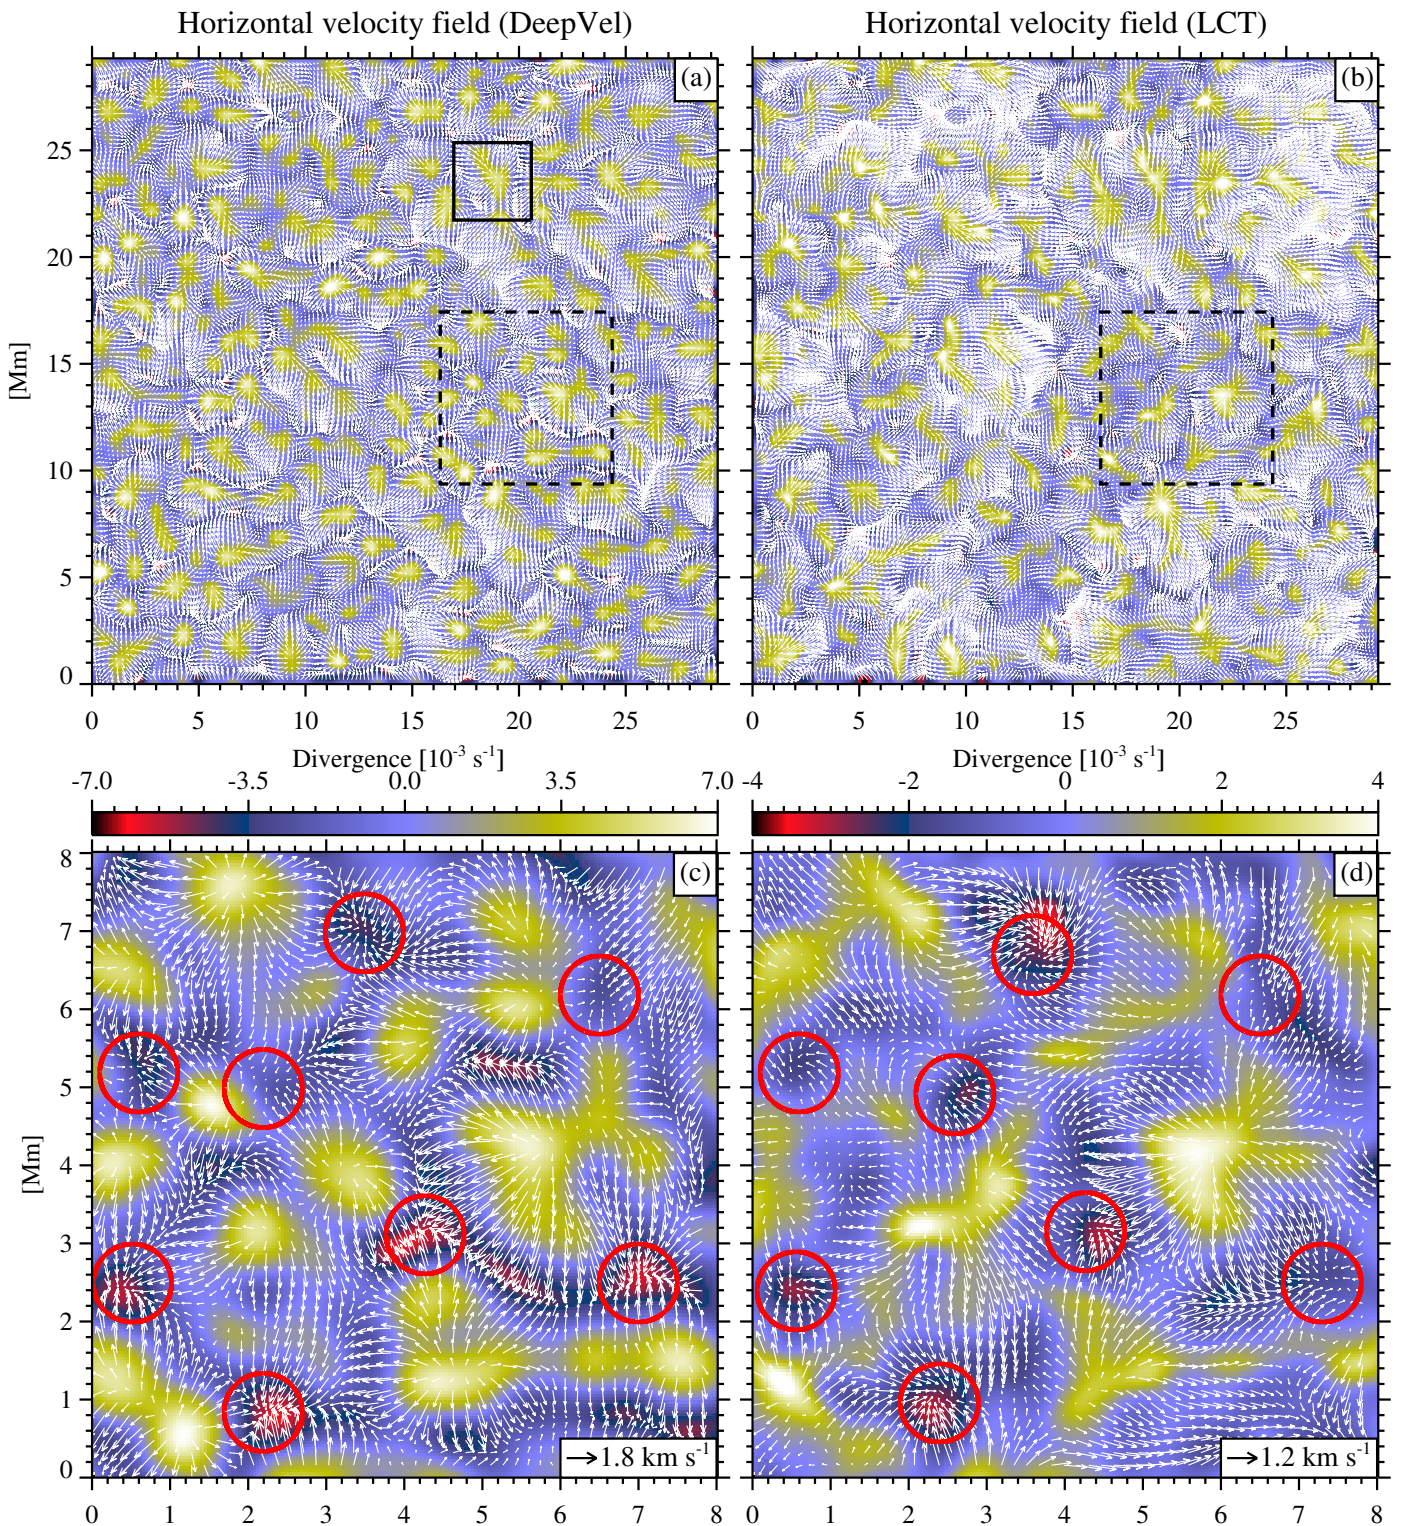 Horizontal velocity field (DeepVel) Horizontal velocity field (LCT)
(a) (b)
25
20
15
10
5
0
[Mm]
0 5 10 15 20 25 0 5 10 15 20 25
Divergence [10⁻³ s⁻¹] Divergence [10⁻³ s⁻¹]
-7.0 -3.5 0.0 3.5 7.0 -4 -2 0 2 4
(c) (d)
8
7
6
5
4
3
2
1
0
[Mm]
1.8 km s⁻¹ 1.2 km s⁻¹
0 1 2 3 4 5 6 7 8 0 1 2 3 4 5 6 7 8